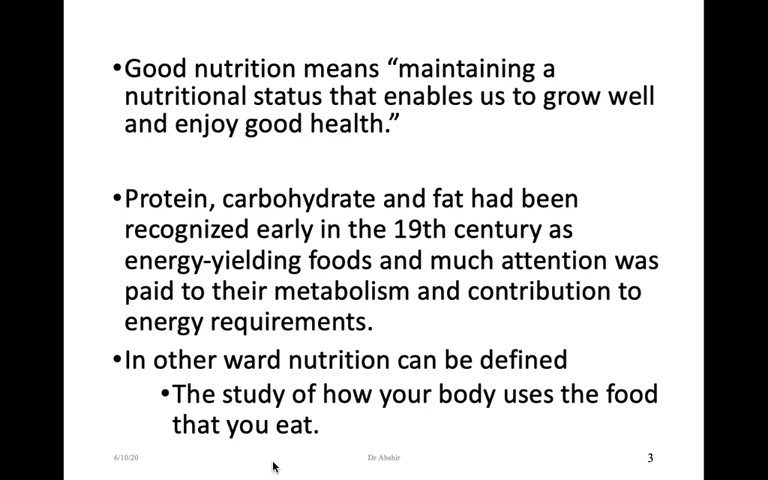 •Good nutrition means “maintaining a
nutritional status that enables us to grow well
and enjoy good health.”
•Protein, carbohydrate and fat had been
recognized early in the 19th century as
energy-yielding foods and much attention was
paid to their metabolism and contribution to
energy requirements.
•In other ward nutrition can be defined
•The study of how your body uses the food
that you eat.
6/10/20 Dr Abshir 3